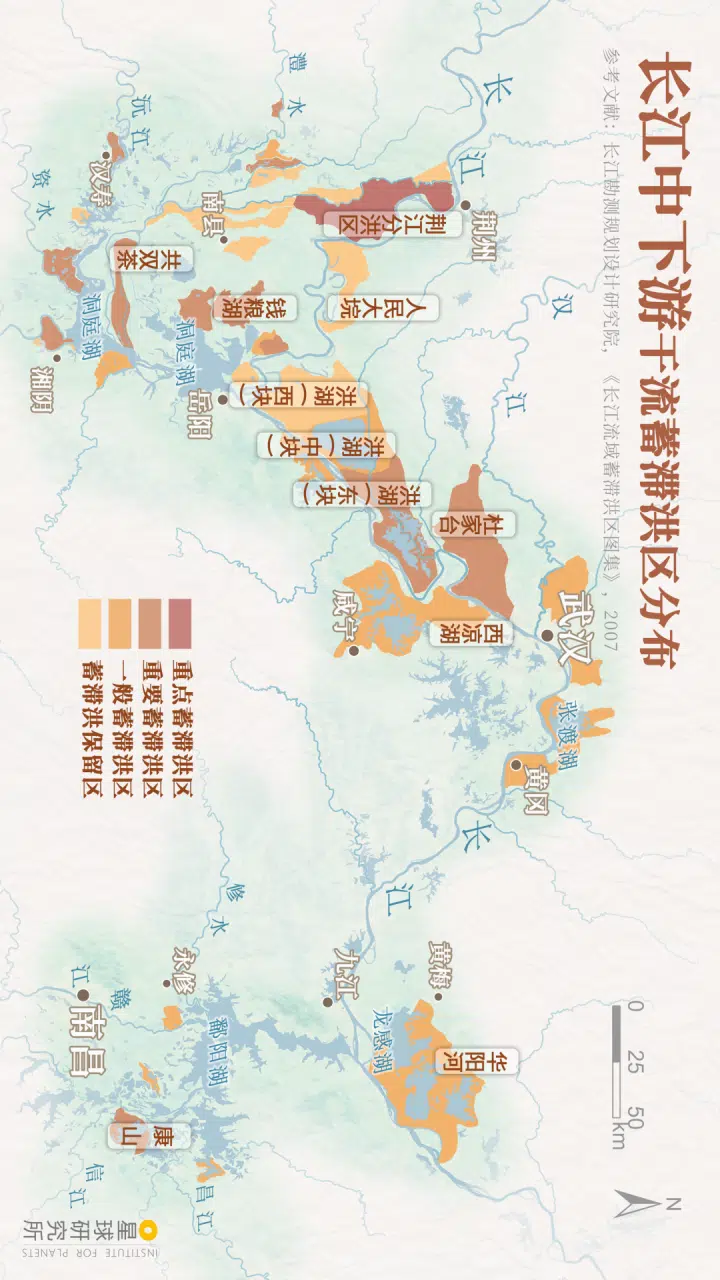 长江中下游干流蓄滞洪区分布
参考文献：长江勘测规划设计研究院，《长江流域蓄滞洪区图集》，2007
0 25 50
km
N
长
江
汉
江
澧水
沅江
资水
荆州
荆江分洪区
人民大垸
南县
汉寿
共双茶
钱粮湖
洞庭湖
洞庭湖
湘阴
岳阳
洪湖（西块）
洪湖（中块）
洪湖（东块）
杜家台
武汉
西凉湖
咸宁
张渡湖
黄冈
长
江
黄梅
九江
龙感湖
华阳河
修水
永修
鄱阳湖
赣
江
南昌
康山
信江
昌江
重点蓄滞洪区
重要蓄滞洪区
一般蓄滞洪区
蓄滞洪保留区
星球研究所
INSTITUTE FOR PLANETS